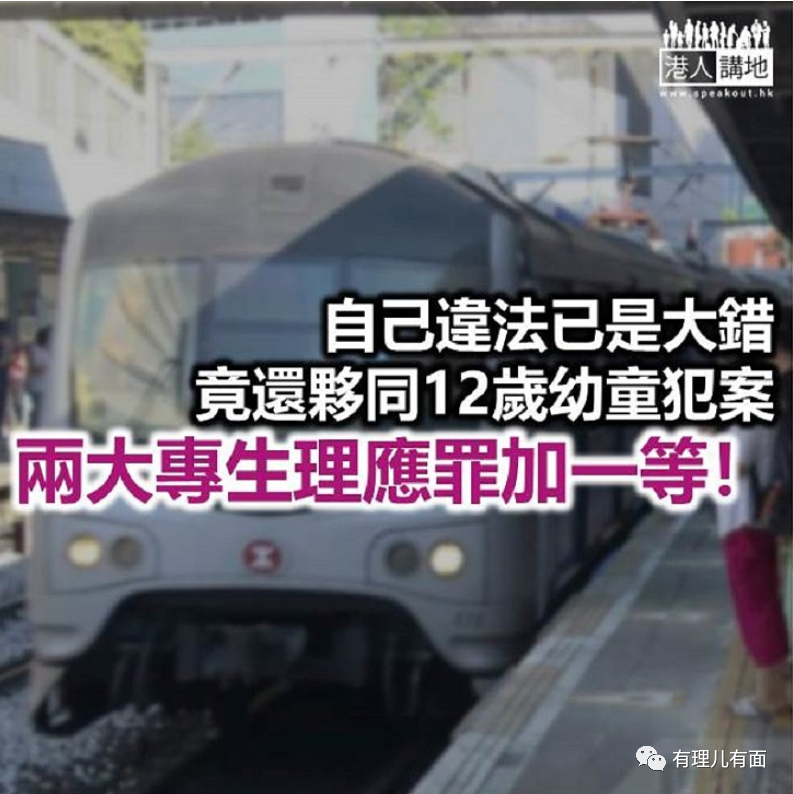 港人講地
www.speakout.hk
自己違法已是大錯
竟還夥同12歲幼童犯案
兩大專生理應罪加一等！
有理儿有面